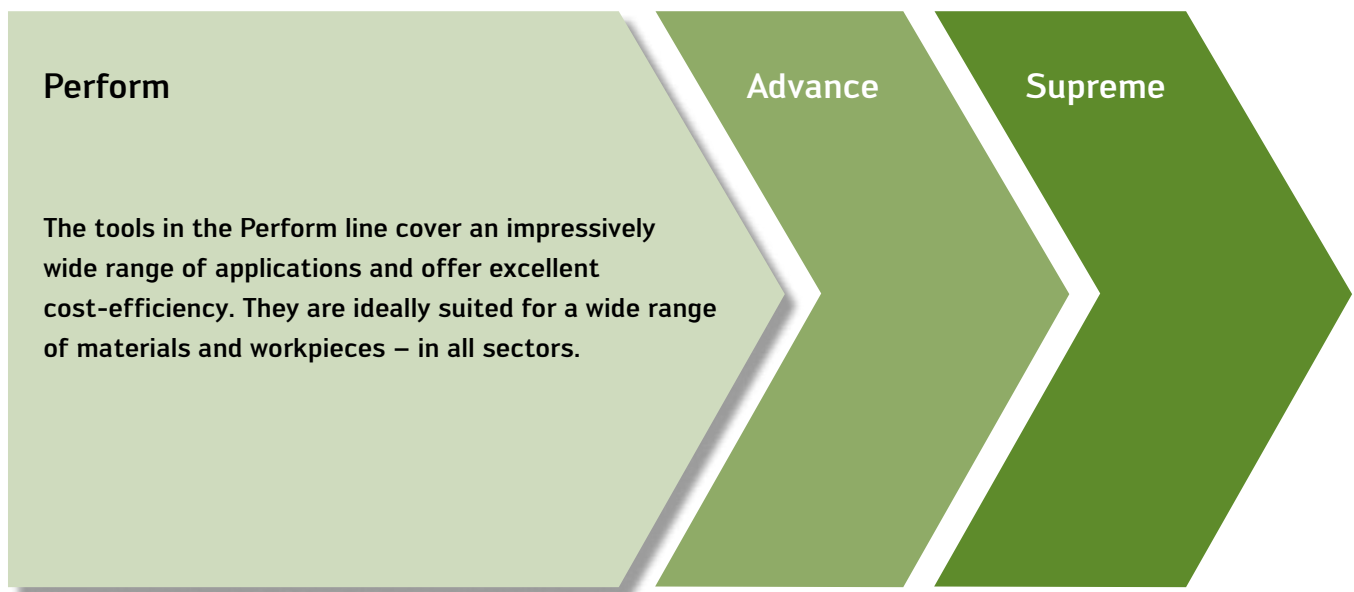 Perform
Advance
Supreme
The tools in the Perform line cover an impressively
wide range of applications and offer excellent
cost-efficiency. They are ideally suited for a wide range
of materials and workpieces – in all sectors.